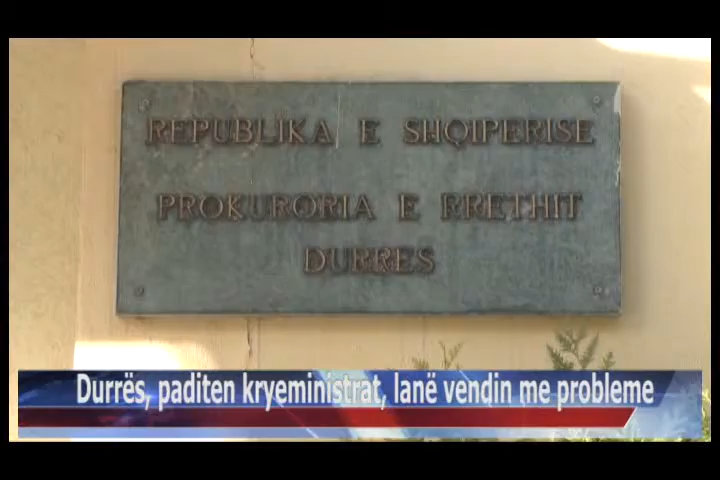 REPUBLIKA E SHQIPERISE
PROKURORIA E RRETHIT
DURRES
Durrës, paditen kryeministrat, lanë vendin me probleme